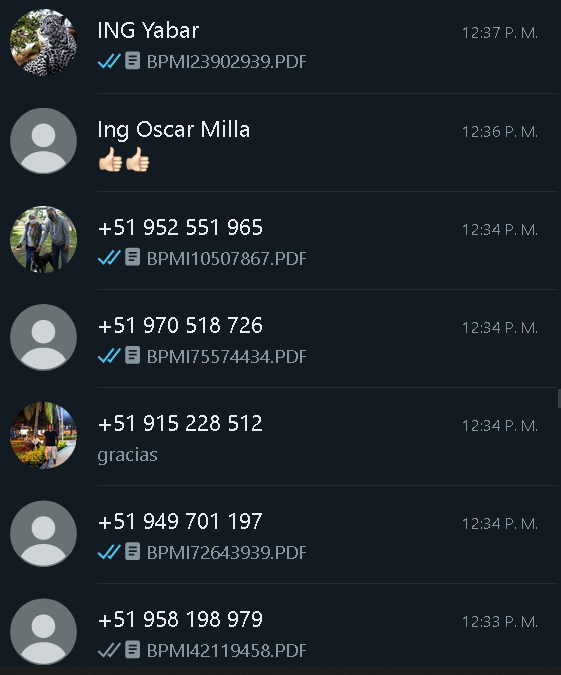 ING Yabar
12:37 P. M.
BPMI23902939.PDF
Ing Oscar Milla
12:36 P. M.
👍🏻👍🏻
+51 952 551 965
12:34 P. M.
BPMI10507867.PDF
+51 970 518 726
12:34 P. M.
BPMI75574434.PDF
+51 915 228 512
12:34 P. M.
gracias
+51 949 701 197
12:34 P. M.
BPMI72643939.PDF
+51 958 198 979
12:33 P. M.
BPMI42119458.PDF